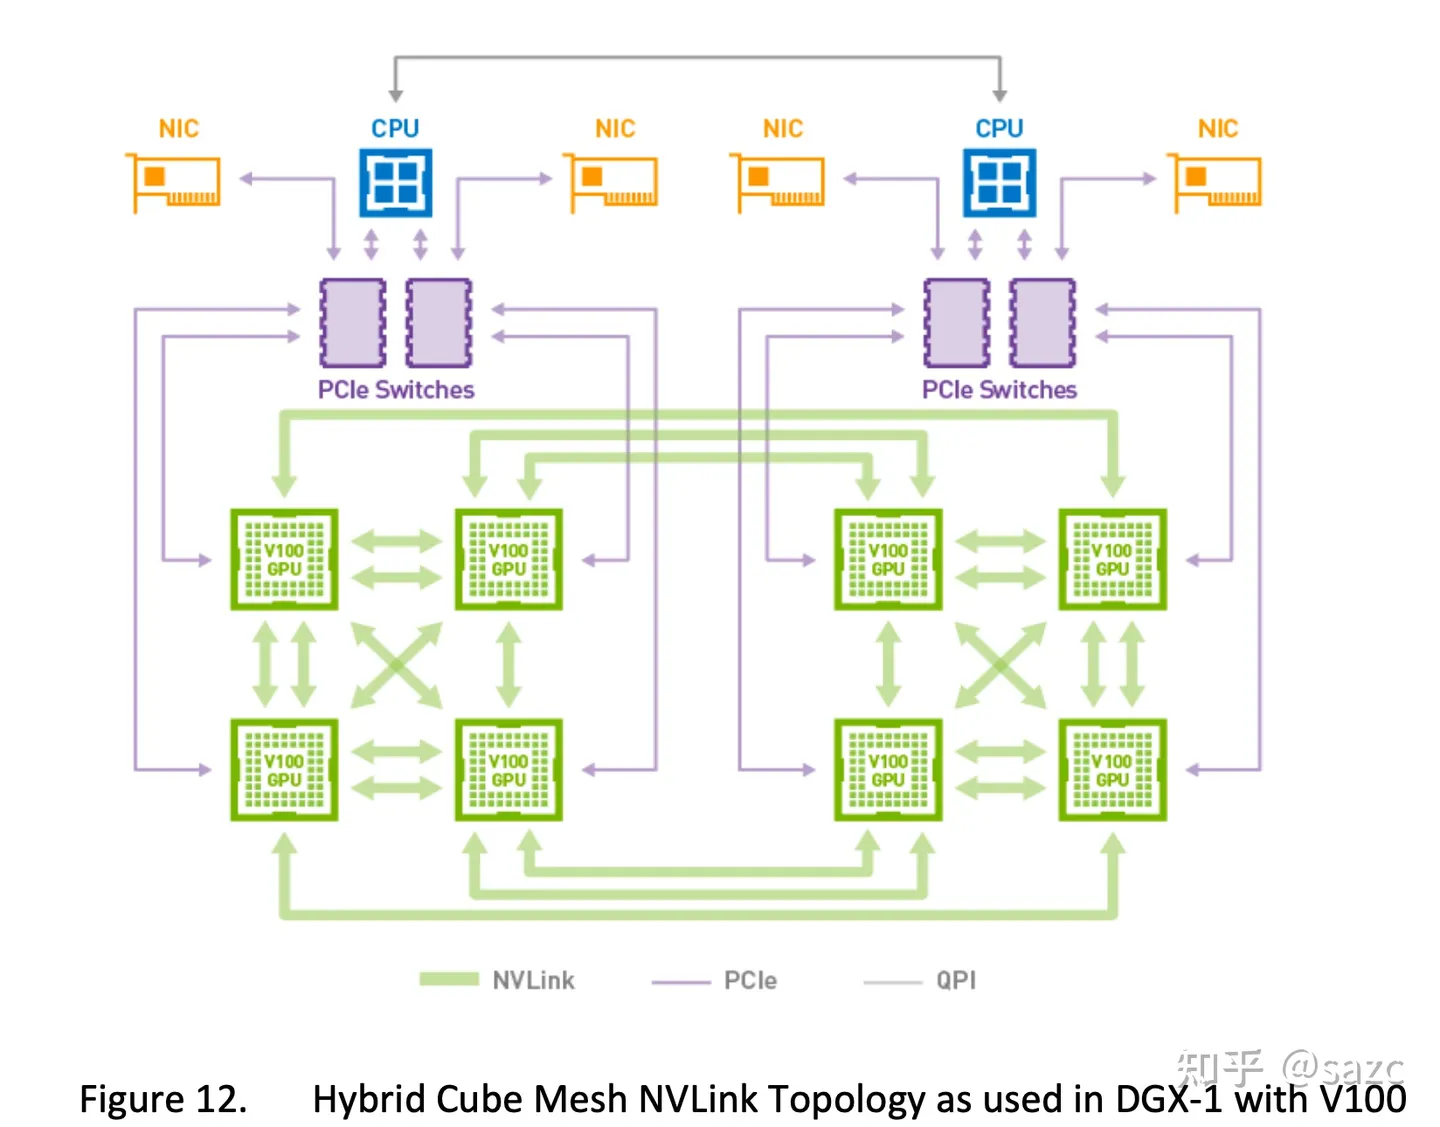 NIC
CPU
NIC
NIC
CPU
NIC
PCIe Switches
PCIe Switches
V100
GPU
V100
GPU
V100
GPU
V100
GPU
V100
GPU
V100
GPU
V100
GPU
V100
GPU
NVLink
PCIe
QPI
知乎 @sazc
Figure 12. Hybrid Cube Mesh NVLink Topology as used in DGX-1 with V100